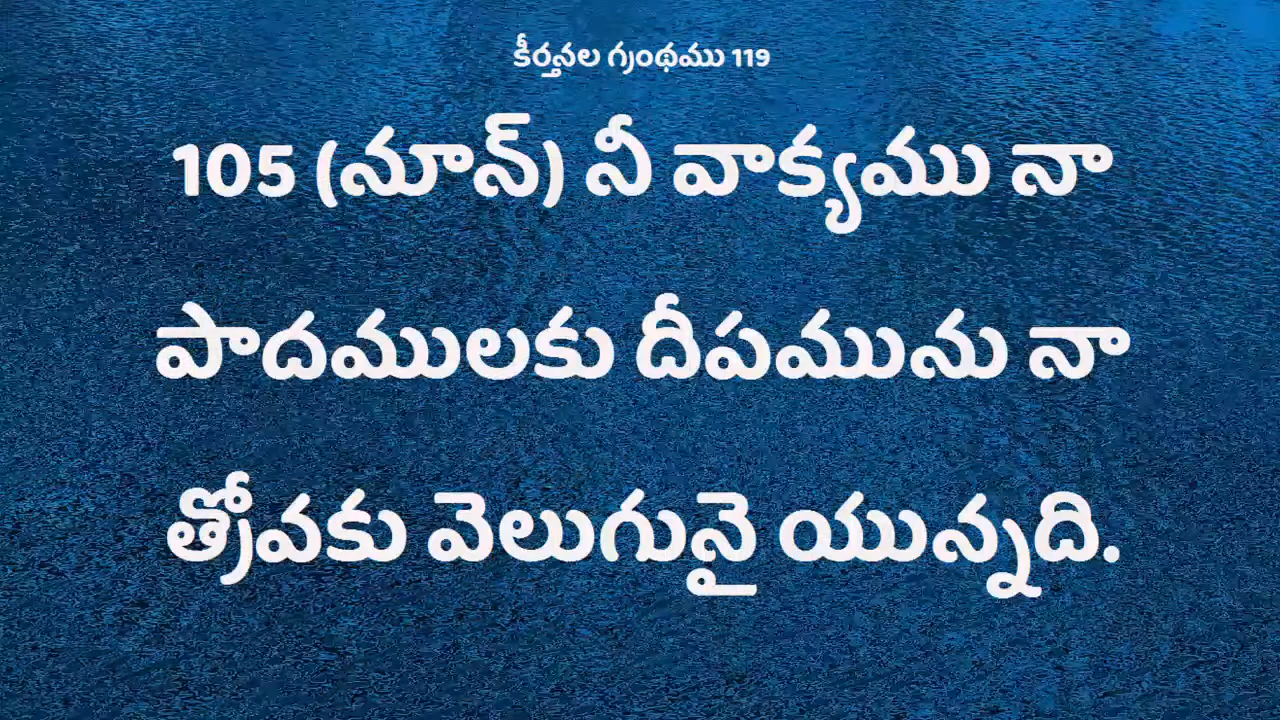 కీర్తనల గ్రంథము 119
105 (నూన్) నీ వాక్యము నా
పాదములకు దీపమును నా
త్రోవకు వెలుగునై యున్నది.